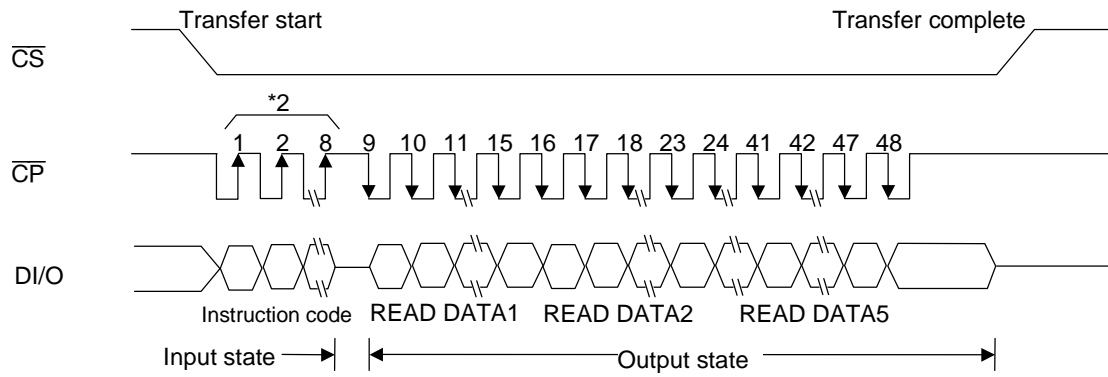 Transfer start Transfer complete
CS
*2
1 2 8 9 10 11 15 16 17 18 23 24 41 42 47 48
CP
DI/O
Instruction code READ DATA1 READ DATA2 READ DATA5
Input state Output state